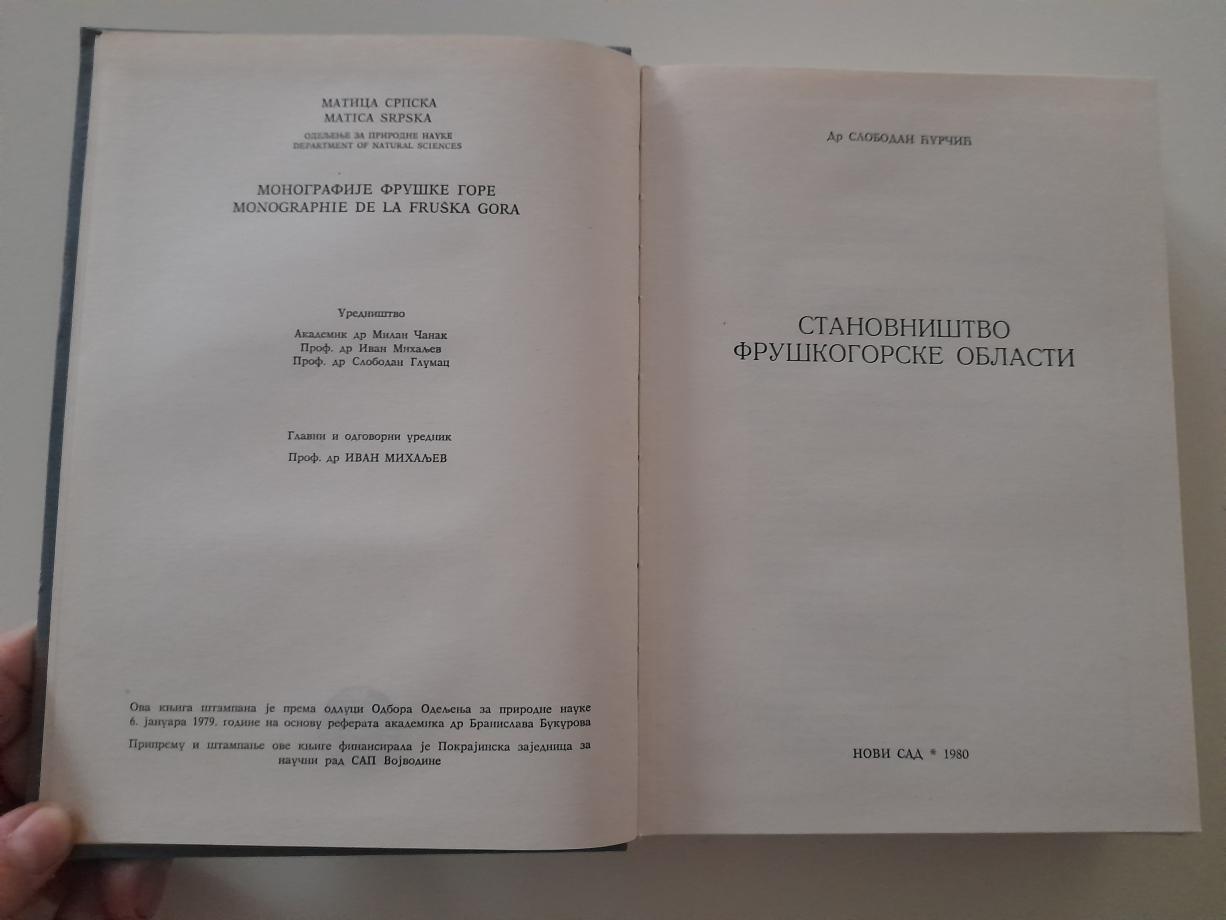 МАТИЦА СРПСКА
MATICA SRPSKA
ОДЕЉЕЊЕ ЗА ПРИРОДНЕ НАУКЕ
DEPARTMENT OF NATURAL SCIENCES
МОНОГРАФИЈЕ ФРУШКЕ ГОРЕ
MONOGRAPHIE DE LA FRUŠKA GORA
Уредништво
Академик др Милан Чанак
Проф. др Иван Михаљев
Проф. др Слободан Глумац
Главни и одговорни уредник
Проф. др ИВАН МИХАЉЕВ
Ова књига штампана је према одлуци Одбора Одељења за природне науке
6. јануара 1979. године на основу реферата академика др Бранислава Букурова
Припрему и штампање ове књиге финансирала је Покрајинска заједница за
научни рад САП Војводине
Др СЛОБОДАН ЋУРЧИЋ
СТАНОВНИШТВО
ФРУШКОГОРСКЕ ОБЛАСТИ
НОВИ САД * 1980